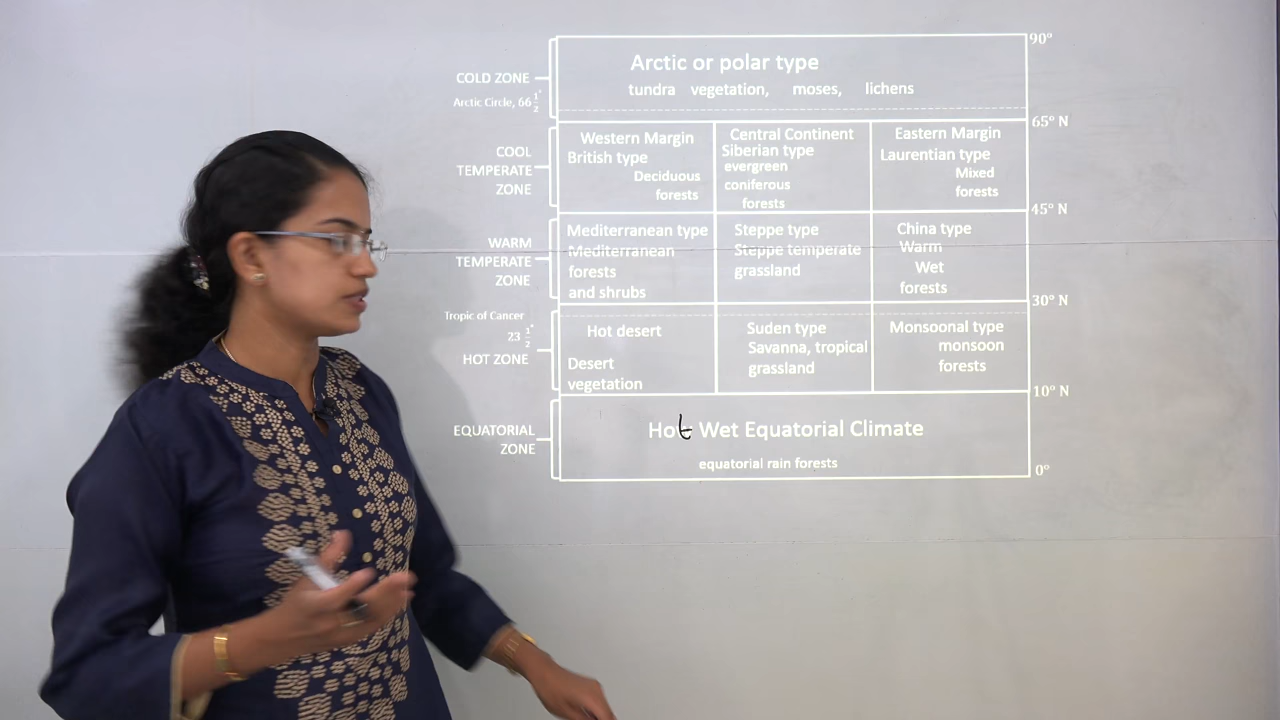 90°
Arctic or polar type
COLD ZONE
tundra vegetation, moses, lichens
Arctic Circle, 66 1/2°
65° N
COOL
TEMPERATE
ZONE
Western Margin
British type
Deciduous
forests
Central Continent
Siberian type
evergreen
coniferous
forests
Eastern Margin
Laurentian type
Mixed
forests
45° N
WARM
TEMPERATE
ZONE
Mediterranean type
Mediterranean
forests
and shrubs
Steppe type
Steppe temperate
grassland
China type
Warm
Wet
forests
30° N
Tropic of Cancer
23 1/2°
HOT ZONE
Hot desert
Desert
vegetation
Suden type
Savanna, tropical
grassland
Monsoonal type
monsoon
forests
10° N
EQUATORIAL
ZONE
Hot Wet Equatorial Climate
equatorial rain forests
0°